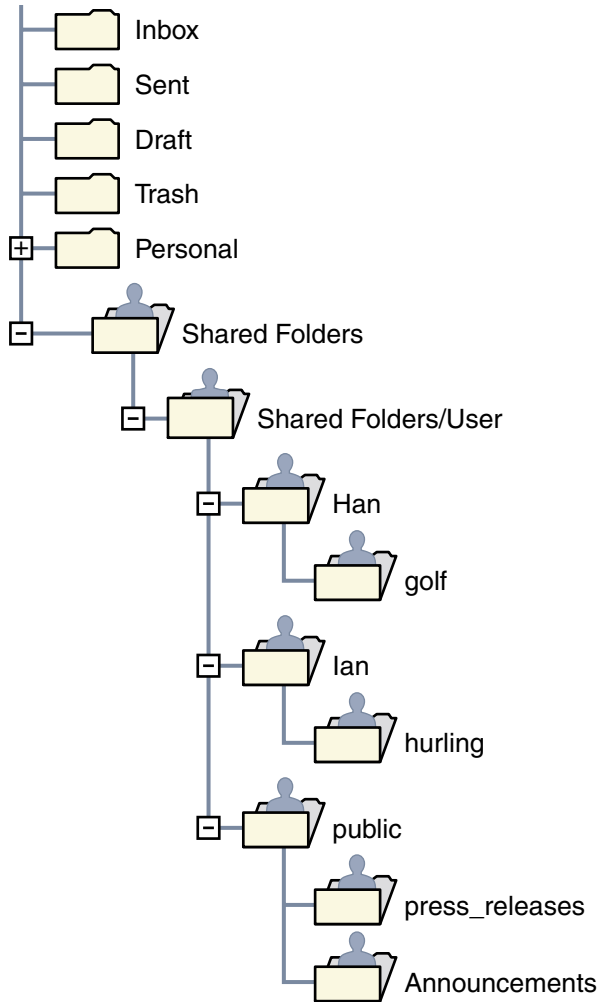 Inbox
Sent
Draft
Trash
Personal
Shared Folders
Shared Folders/User
Han
golf
Ian
hurling
public
press_releases
Announcements